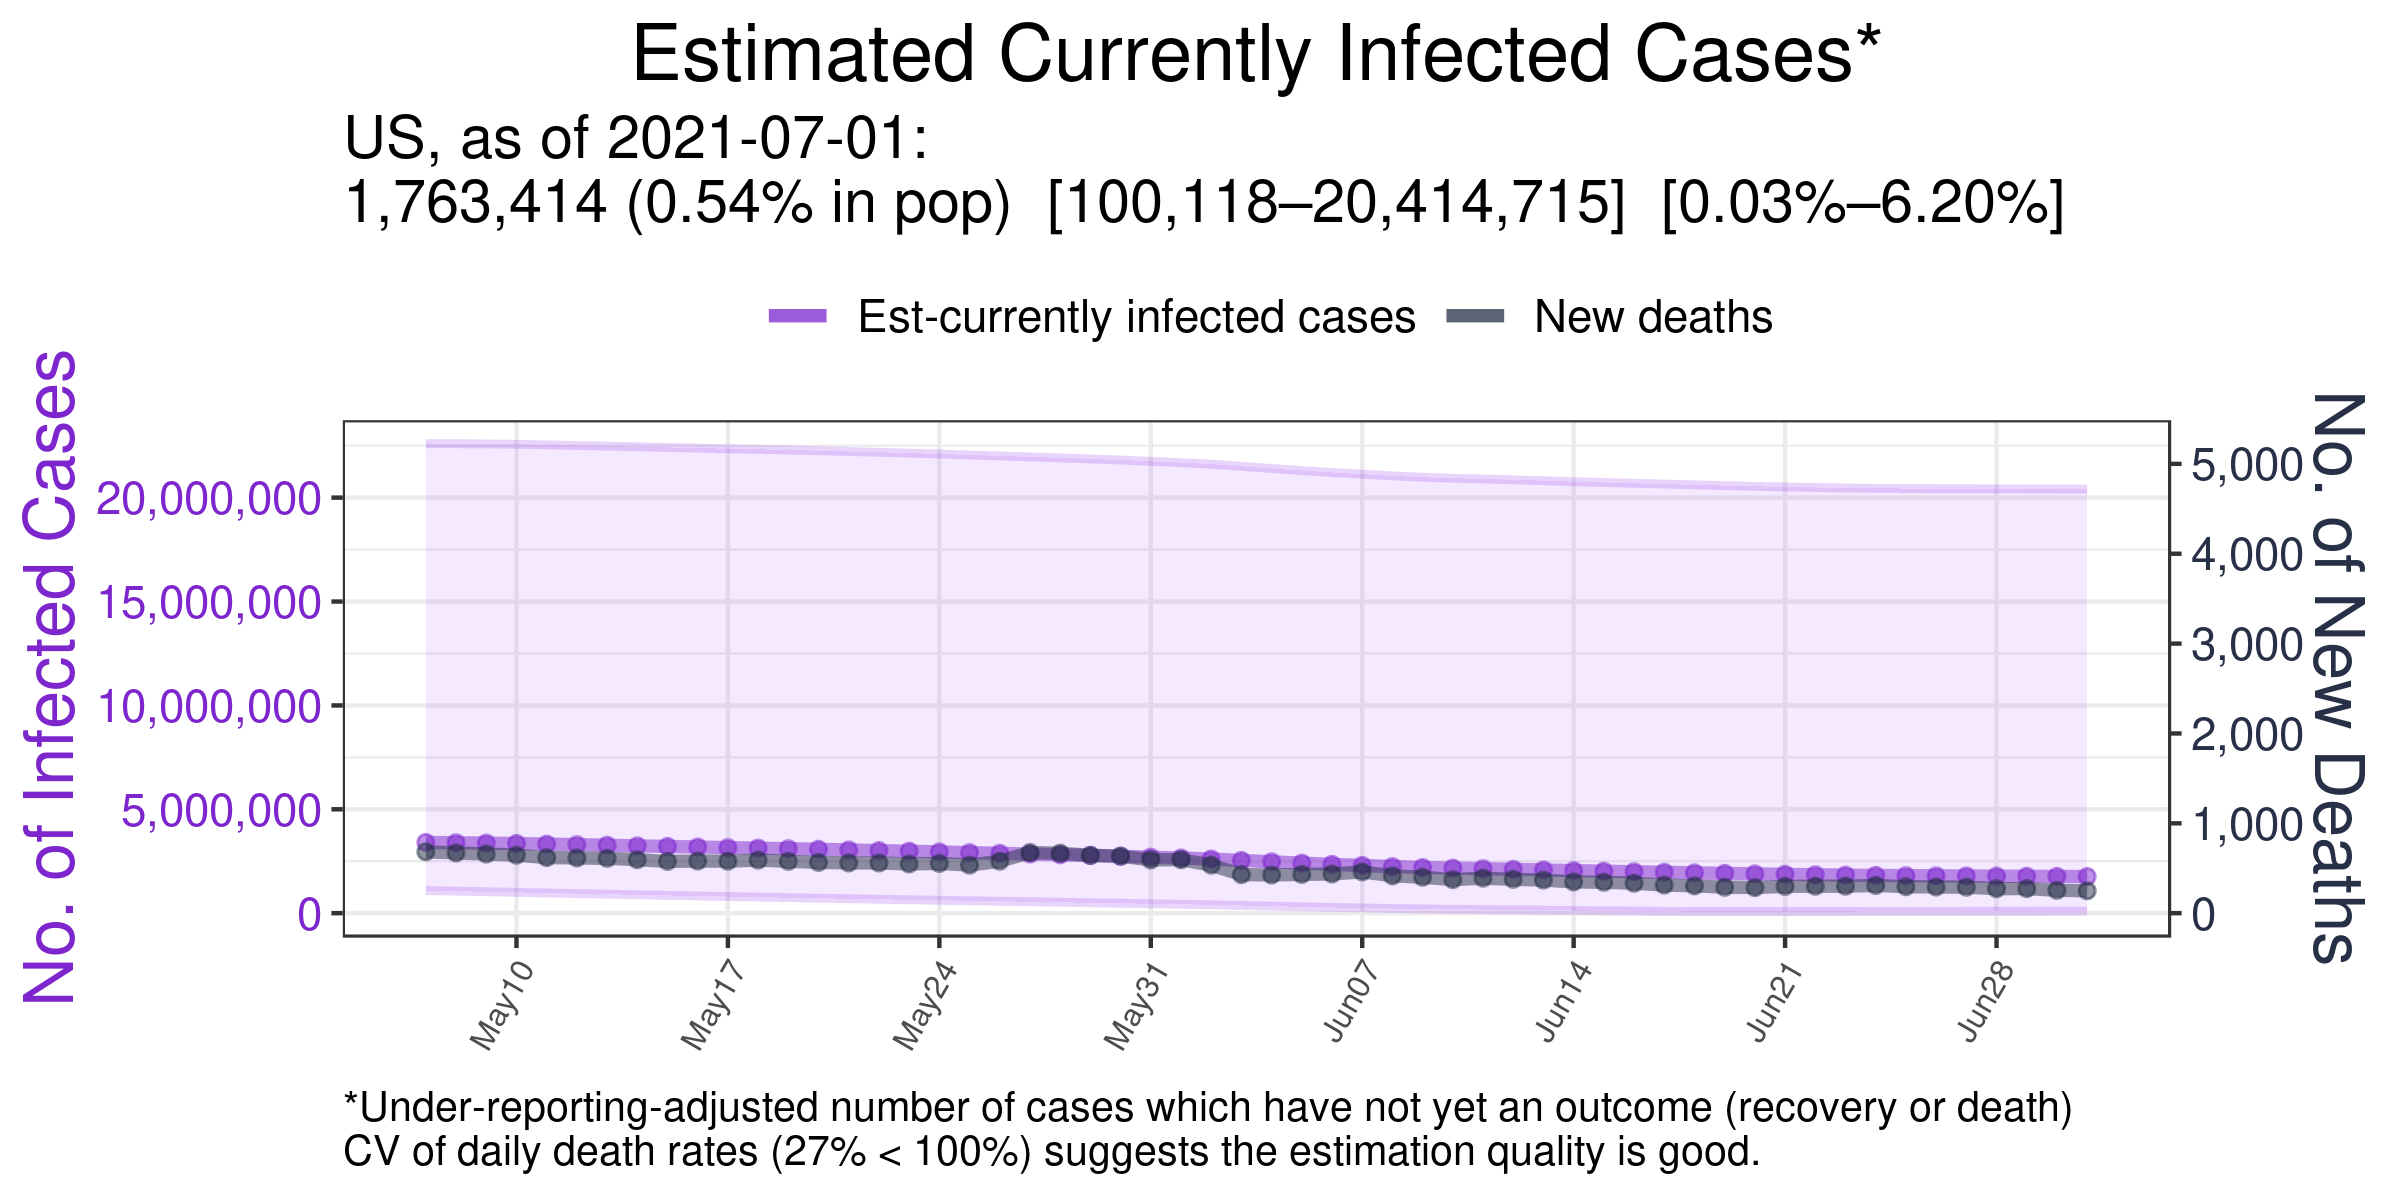 Estimated Currently Infected Cases*
US, as of 2021-07-01:
1,763,414 (0.54% in pop) [100,118–20,414,715] [0.03%–6.20%]
Est-currently infected cases
New deaths
No. of Infected Cases
20,000,000
15,000,000
10,000,000
5,000,000
0
5,000
4,000
3,000
2,000
1,000
0
No. of New Deaths
May10
May17
May24
May31
Jun07
Jun14
Jun21
Jun28
*Under-reporting-adjusted number of cases which have not yet an outcome (recovery or death)
CV of daily death rates (27% < 100%) suggests the estimation quality is good.